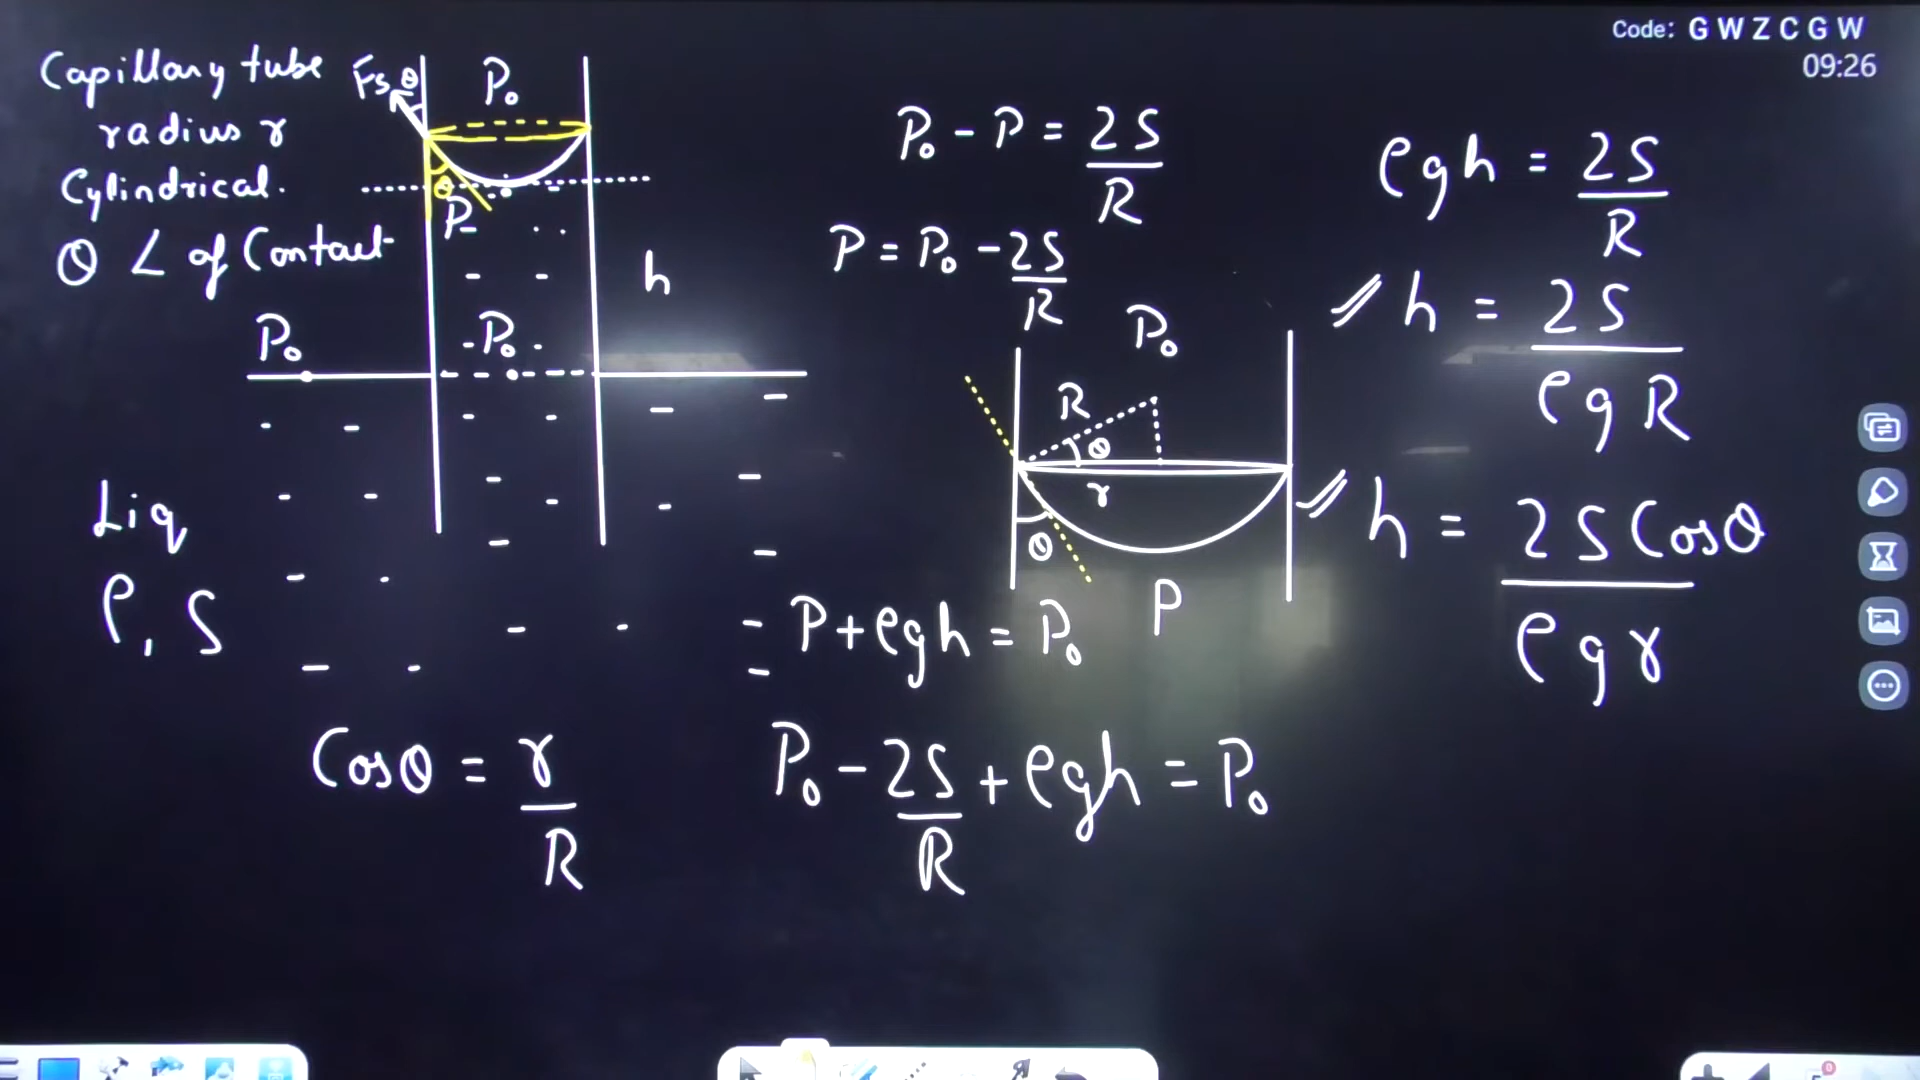 Code: G W Z C G W
09:26
Capillary tube
radius r
Cylindrical.
θ ∠ of Contact
Fs θ
P₀
θ
P
h
P₀
P₀
Liq
ρ, S
Cosθ = r/R
P₀ - P = 2S/R
P = P₀ - 2S/R
P₀
R
θ
r
θ
P
P + ρgh = P₀
P₀ - 2S/R + ρgh = P₀
ρgh = 2S/R
h = 2S/ρgR
h = 2S Cosθ/ρgr